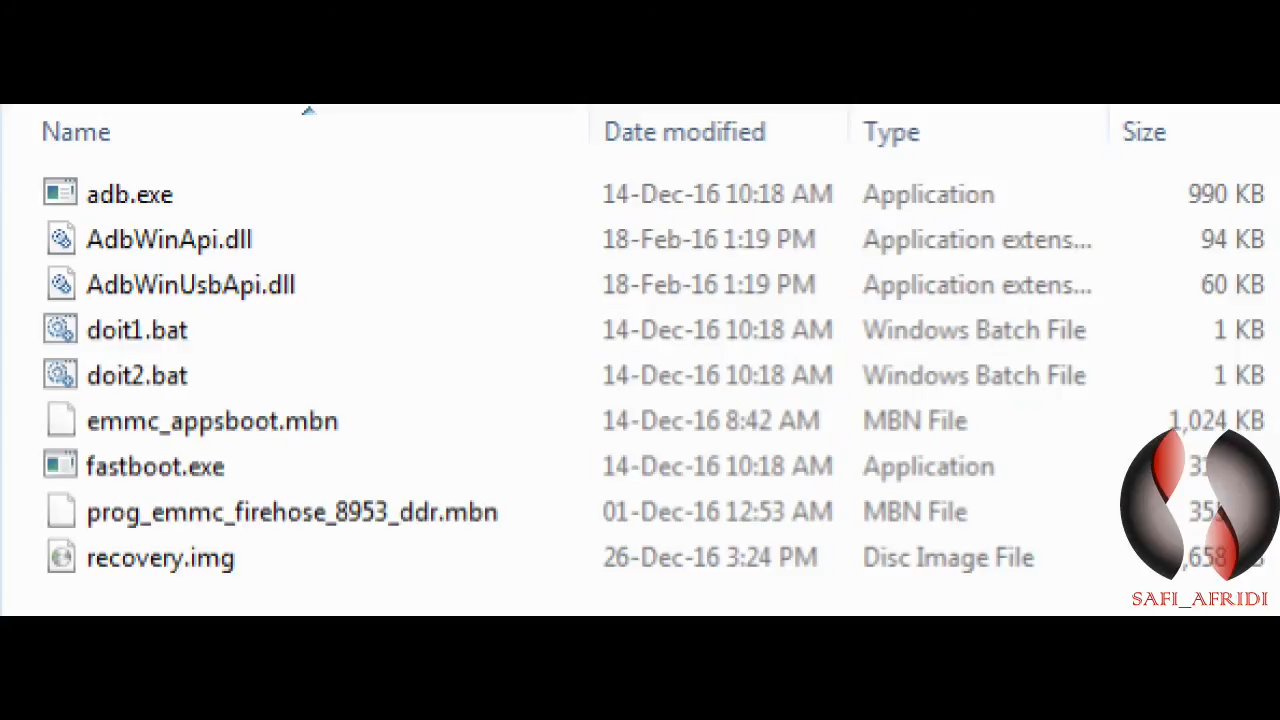 Name Date modified Type Size
adb.exe 14-Dec-16 10:18 AM Application 990 KB
AdbWinApi.dll 18-Feb-16 1:19 PM Application extens... 94 KB
AdbWinUsbApi.dll 18-Feb-16 1:19 PM Application extens... 60 KB
doit1.bat 14-Dec-16 10:18 AM Windows Batch File 1 KB
doit2.bat 14-Dec-16 10:18 AM Windows Batch File 1 KB
emmc_appsboot.mbn 14-Dec-16 8:42 AM MBN File 1,024 KB
fastboot.exe 14-Dec-16 10:18 AM Application
prog_emmc_firehose_8953_ddr.mbn 01-Dec-16 12:53 AM MBN File
recovery.img 26-Dec-16 3:24 PM Disc Image File
SAFI_AFRIDI